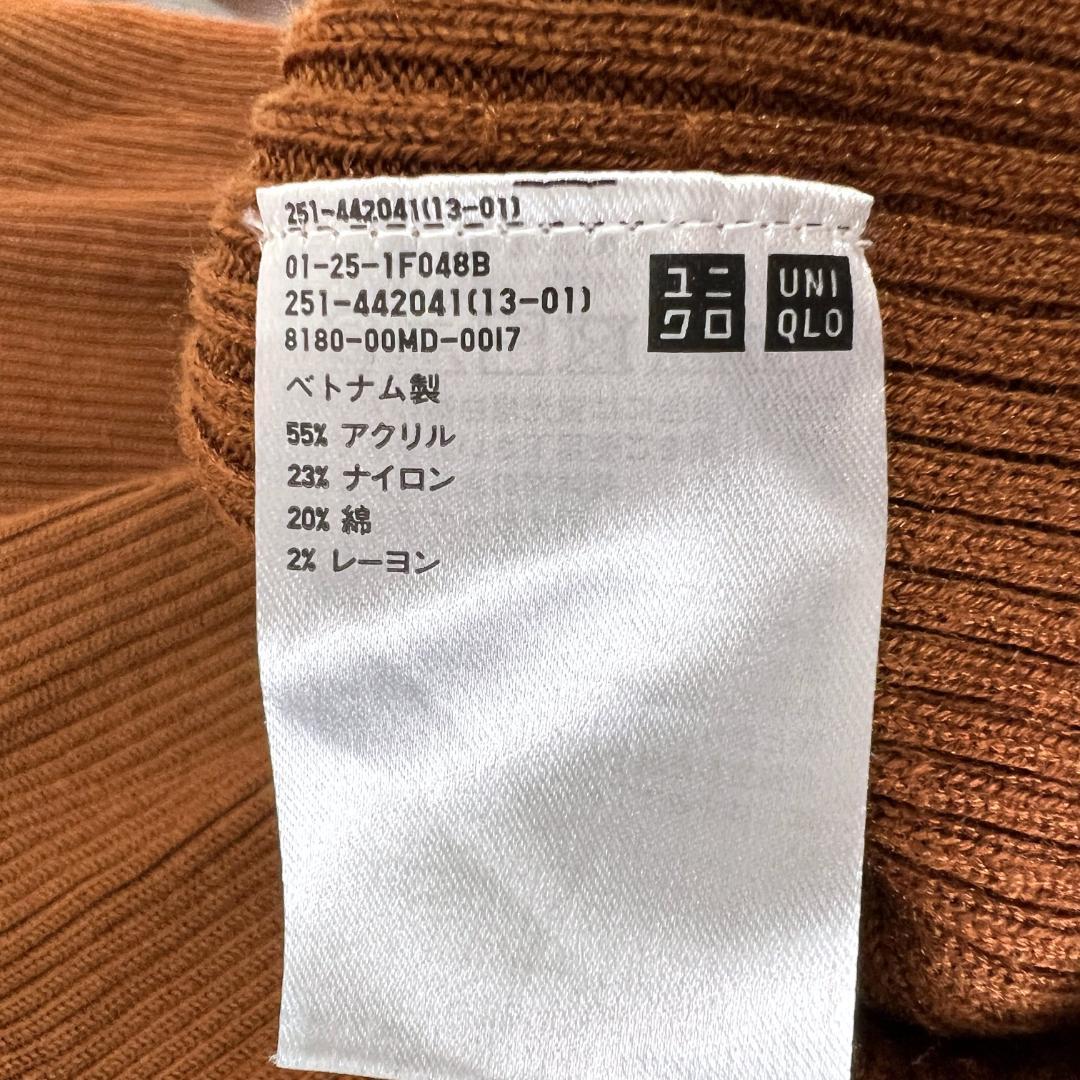 251-442041(13-01)
01-25-1F048B
251-442041(13-01)
8180-00MD-0017
ベトナム製
55% アクリル
23% ナイロン
20% 綿
2% レーヨン
ユニ
クロ
UNI
QLO